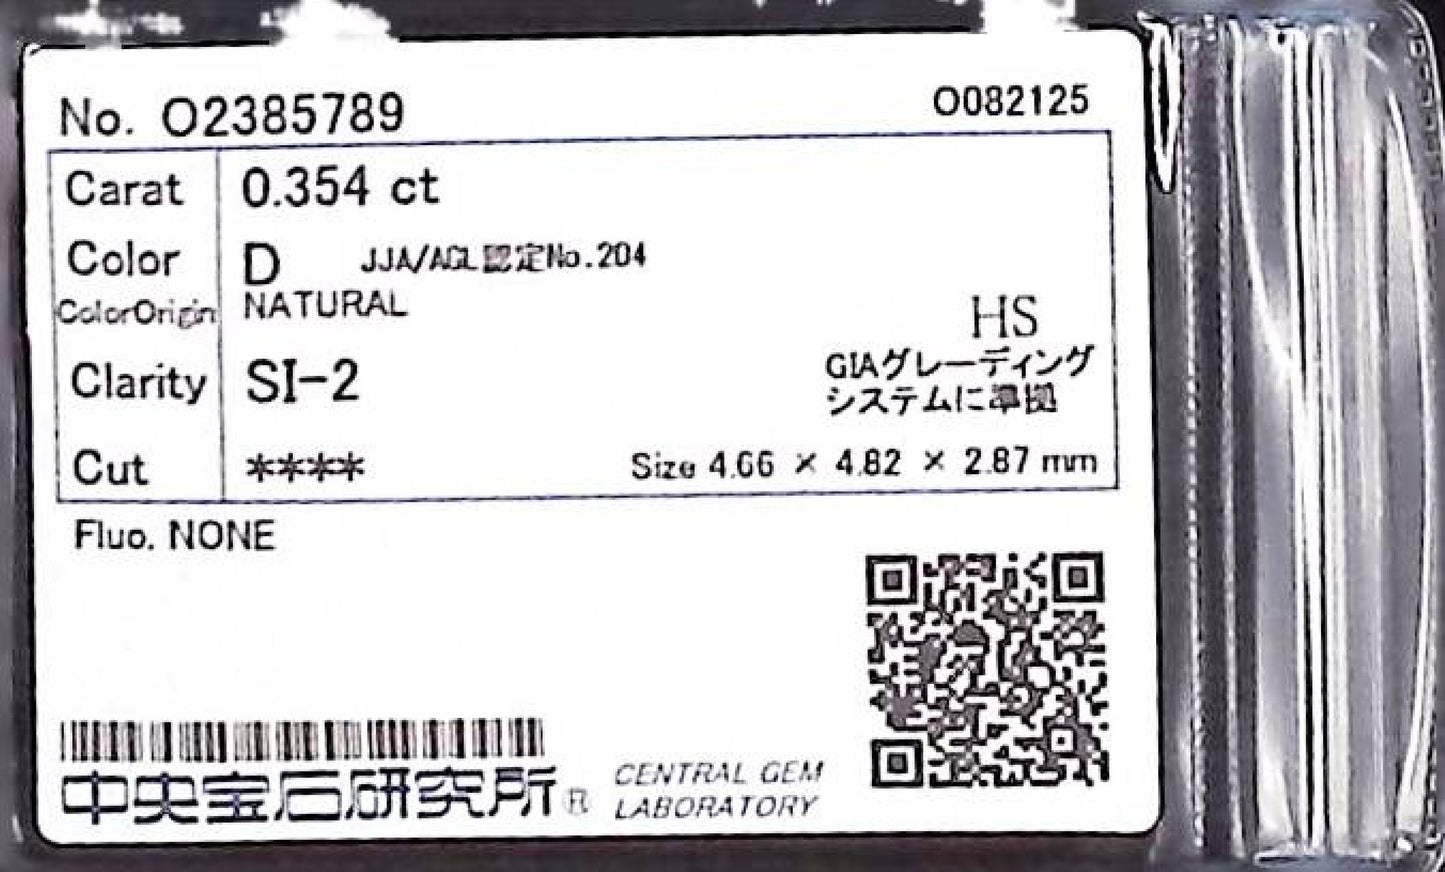 No. O2385789
O082125
Carat 0.354 ct
Color D JJA/AGL認定No.204
ColorOrigin NATURAL
HS
GIAグレーディング
システムに準拠
Clarity SI-2
Cut ****
Size 4.66 × 4.82 × 2.87 mm
Fluo. NONE
中央宝石研究所®
CENTRAL GEM
LABORATORY